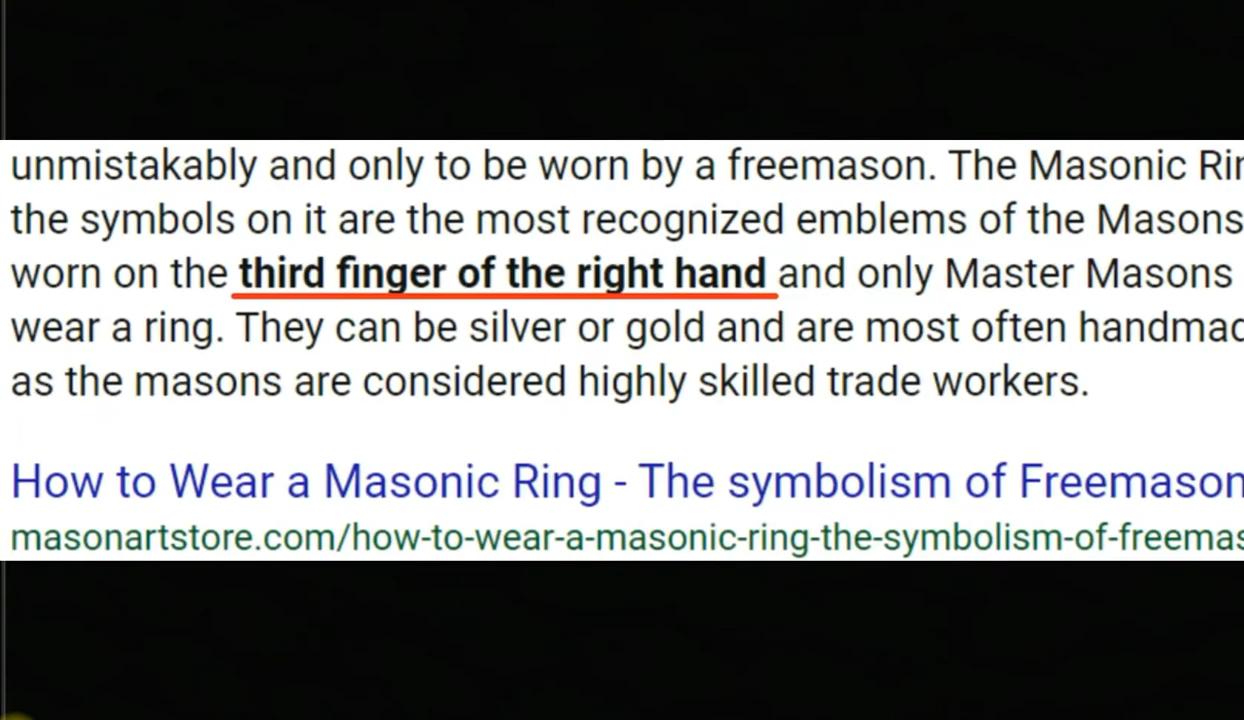 unmistakably and only to be worn by a freemason. The Masonic
the symbols on it are the most recognized emblems of the Masons
worn on the third finger of the right hand and only Master Masons
wear a ring. They can be silver or gold and are most often
as the masons are considered highly skilled trade workers.
How to Wear a Masonic Ring - The symbolism of
masonartstore.com/how-to-wear-a-masonic-ring-the-symbolism-of-freemas